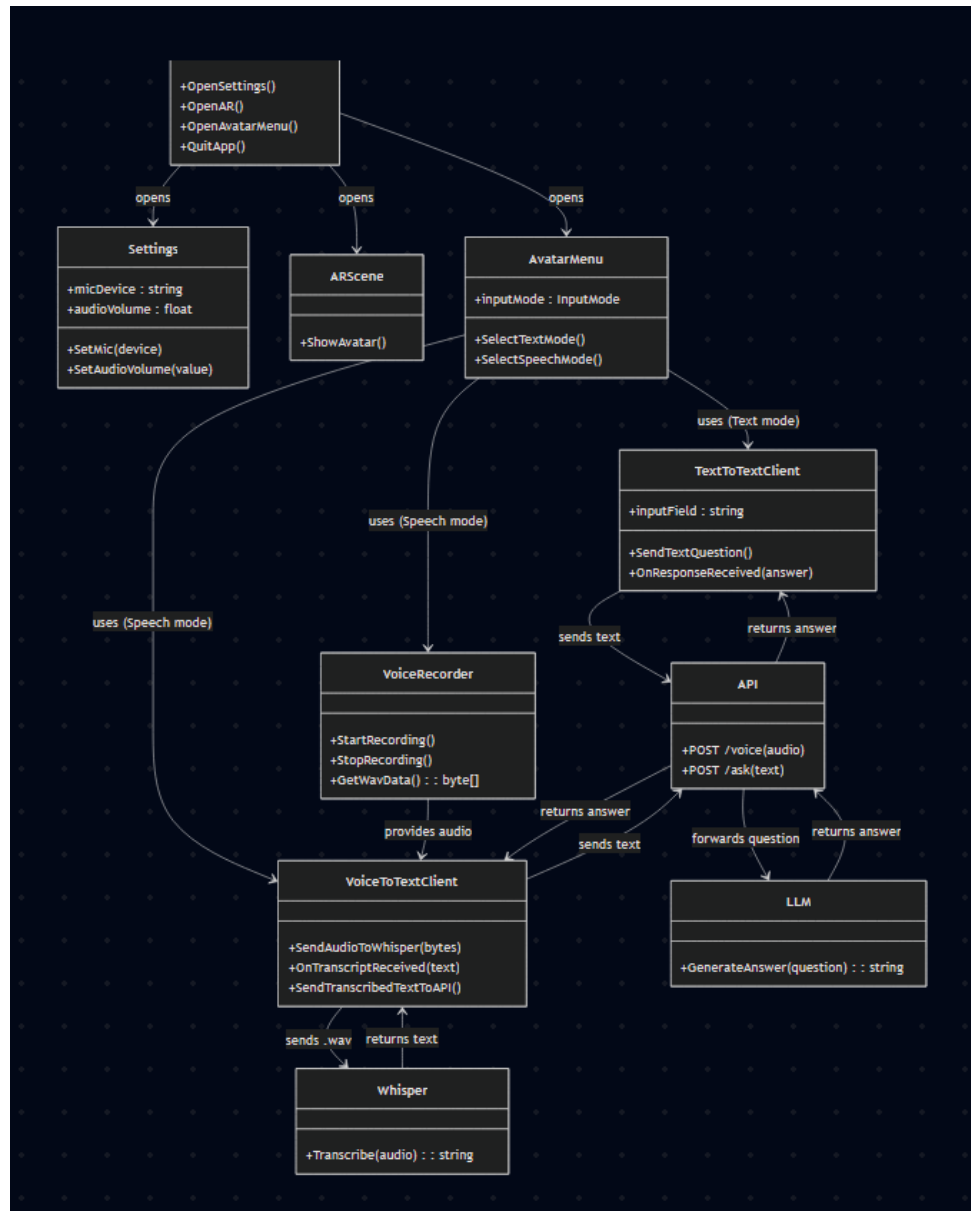 +OpenSettings()
+OpenAR()
+OpenAvatarMenu()
+QuitApp()
opens
opens
opens
Settings
+micDevice : string
+audioVolume : float
+SetMic(device)
+SetAudioVolume(value)
ARScene
+ShowAvatar()
AvatarMenu
+inputMode : InputMode
+SelectTextMode()
+SelectSpeechMode()
uses (Text mode)
TextToTextClient
+inputField : string
+SendTextQuestion()
+OnResponseReceived(answer)
uses (Speech mode)
uses (Speech mode)
sends text
returns answer
VoiceRecorder
+StartRecording()
+StopRecording()
+GetWavData() : : byte[]
API
+POST /voice(audio)
+POST /ask(text)
provides audio
returns answer
sends text
forwards question
returns answer
VoiceToTextClient
+SendAudioToWhisper(bytes)
+OnTranscriptReceived(text)
+SendTranscribedTextToAPI()
LLM
+GenerateAnswer(question) : : string
sends .wav
returns text
Whisper
+Transcribe(audio) : : string